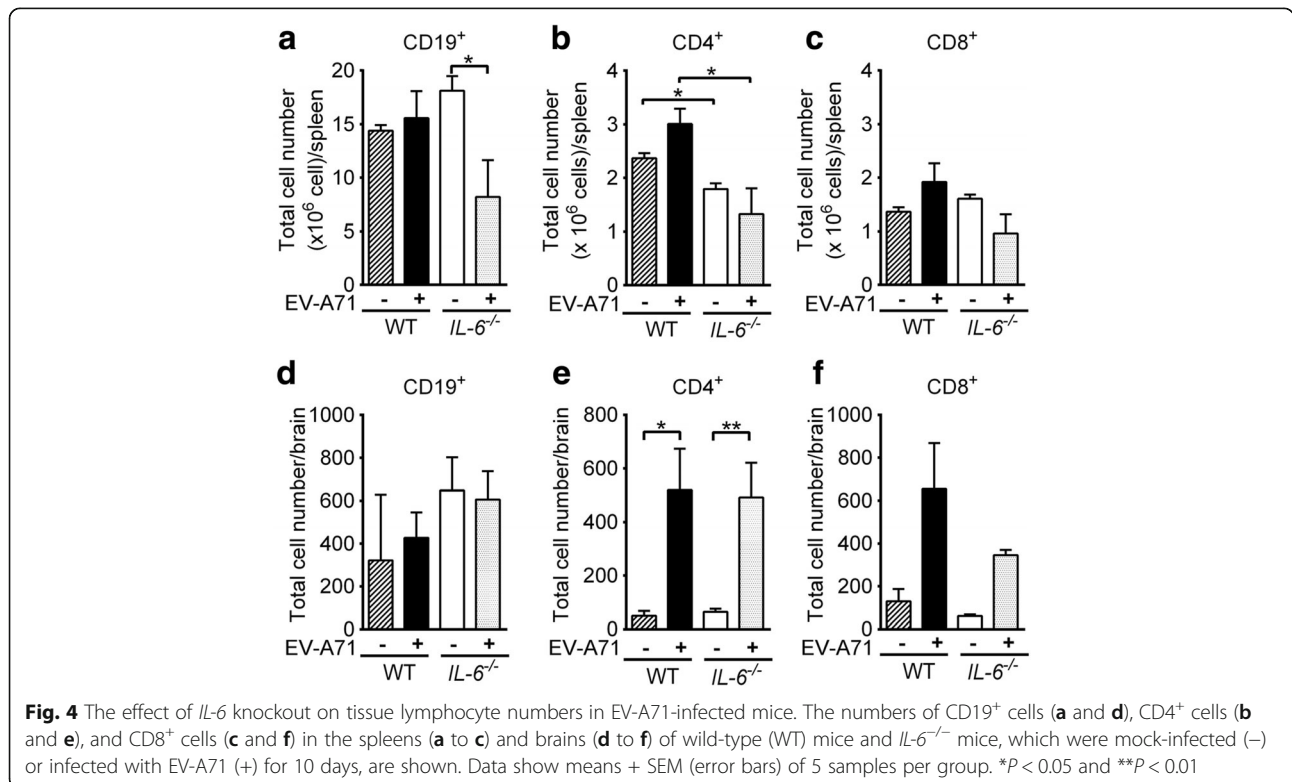 a
CD19⁺
Total cell number
(x10⁶ cell)/spleen
20
15
10
5
0
*
EV-A71 - + - +
WT IL-6⁻/⁻
b
CD4⁺
Total cell number
(x 10⁶ cells)/spleen
4
3
2
1
0
*
*
- + - +
WT IL-6⁻/⁻
c
CD8⁺
Total cell number
(x 10⁶ cells)/spleen
4
3
2
1
0
EV-A71 - + - +
WT IL-6⁻/⁻
d
CD19⁺
Total cell number/brain
1000
800
600
400
200
0
EV-A71 - + - +
WT IL-6⁻/⁻
e
CD4⁺
Total cell number/brain
800
600
400
200
0
*
**
EV-A71 - + - +
WT IL-6⁻/⁻
f
CD8⁺
Total cell number/brain
1000
800
600
400
200
0
EV-A71 - + - +
WT IL-6⁻/⁻
Fig. 4 The effect of IL-6 knockout on tissue lymphocyte numbers in EV-A71-infected mice. The numbers of CD19⁺ cells (a and d), CD4⁺ cells (b
and e), and CD8⁺ cells (c and f) in the spleens (a to c) and brains (d to f) of wild-type (WT) mice and IL-6⁻/⁻ mice, which were mock-infected (−)
or infected with EV-A71 (+) for 10 days, are shown. Data show means + SEM (error bars) of 5 samples per group. *P < 0.05 and **P < 0.01